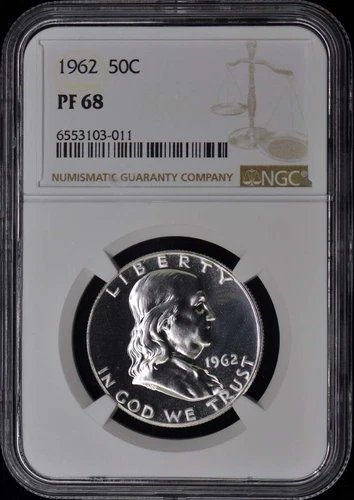 1962 50C
PF 68
6553103-011
NUMISMATIC GUARANTY COMPANY NGC®
LIBERTY
1962
IN GOD WE TRUST